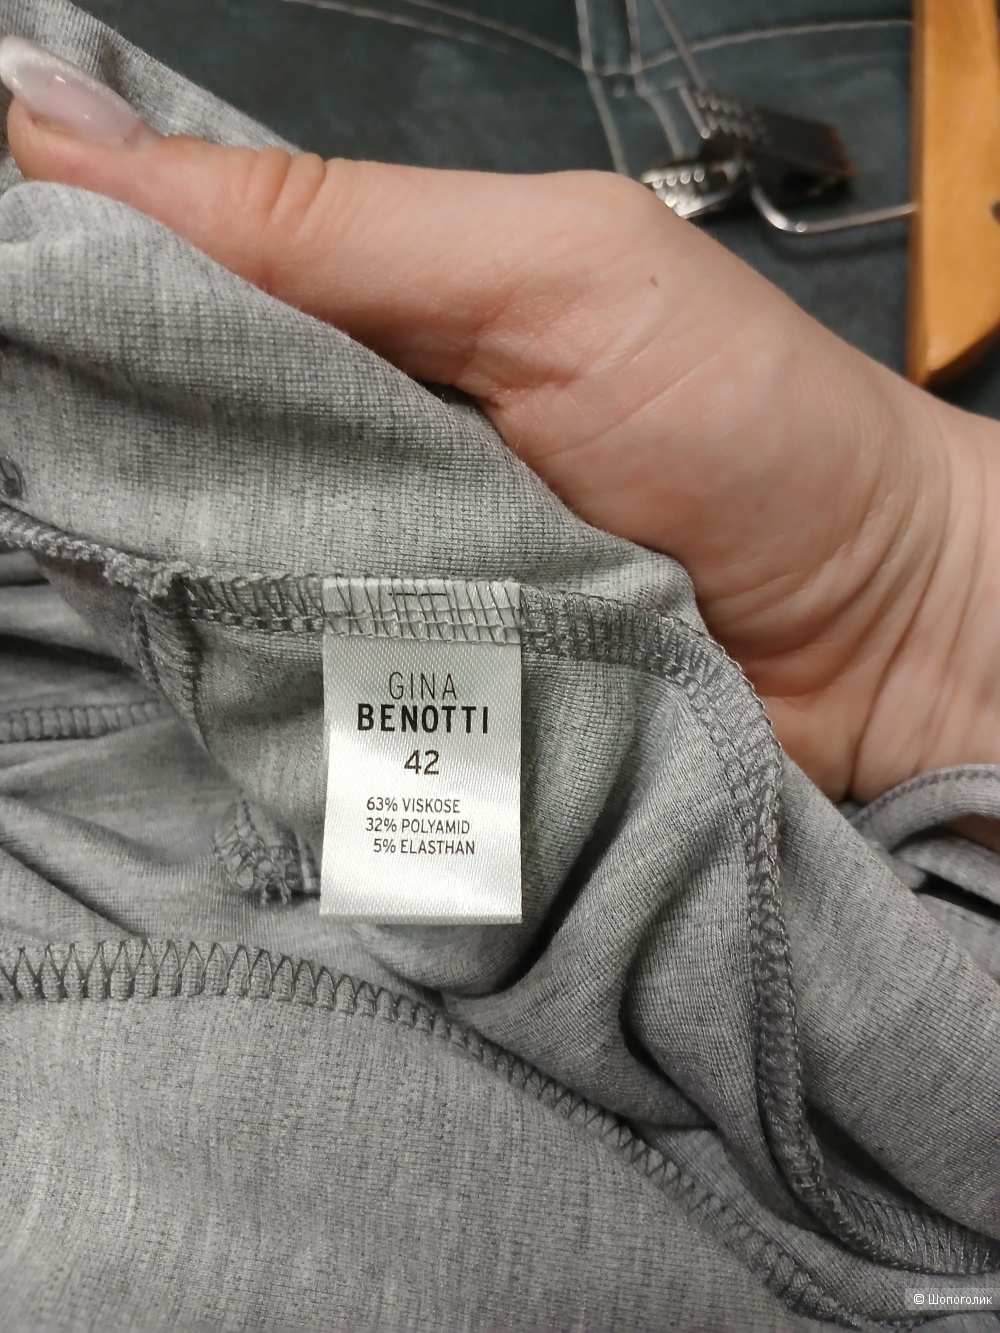 GINA
BENOTTI
42
63% VISKOSE
32% POLYAMID
5% ELASTHAN
© Шопоголик